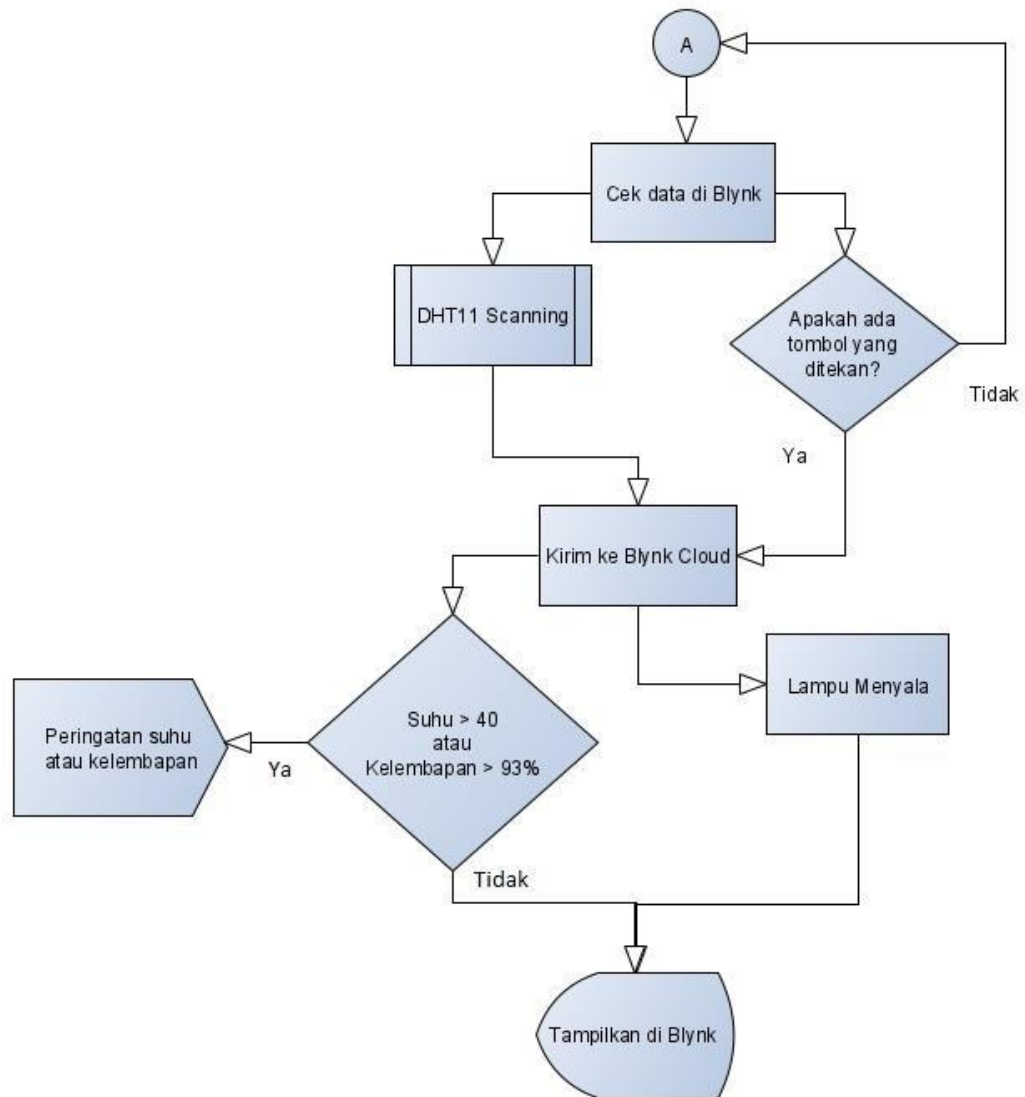 A
Cek data di Blynk
DHT11 Scanning
Apakah ada
tombol yang
ditekan?
Tidak
Ya
Kirim ke Blynk Cloud
Lampu Menyala
Suhu > 40
atau
Kelembapan > 93%
Peringatan suhu
atau kelembapan
Ya
Tidak
Tampilkan di Blynk